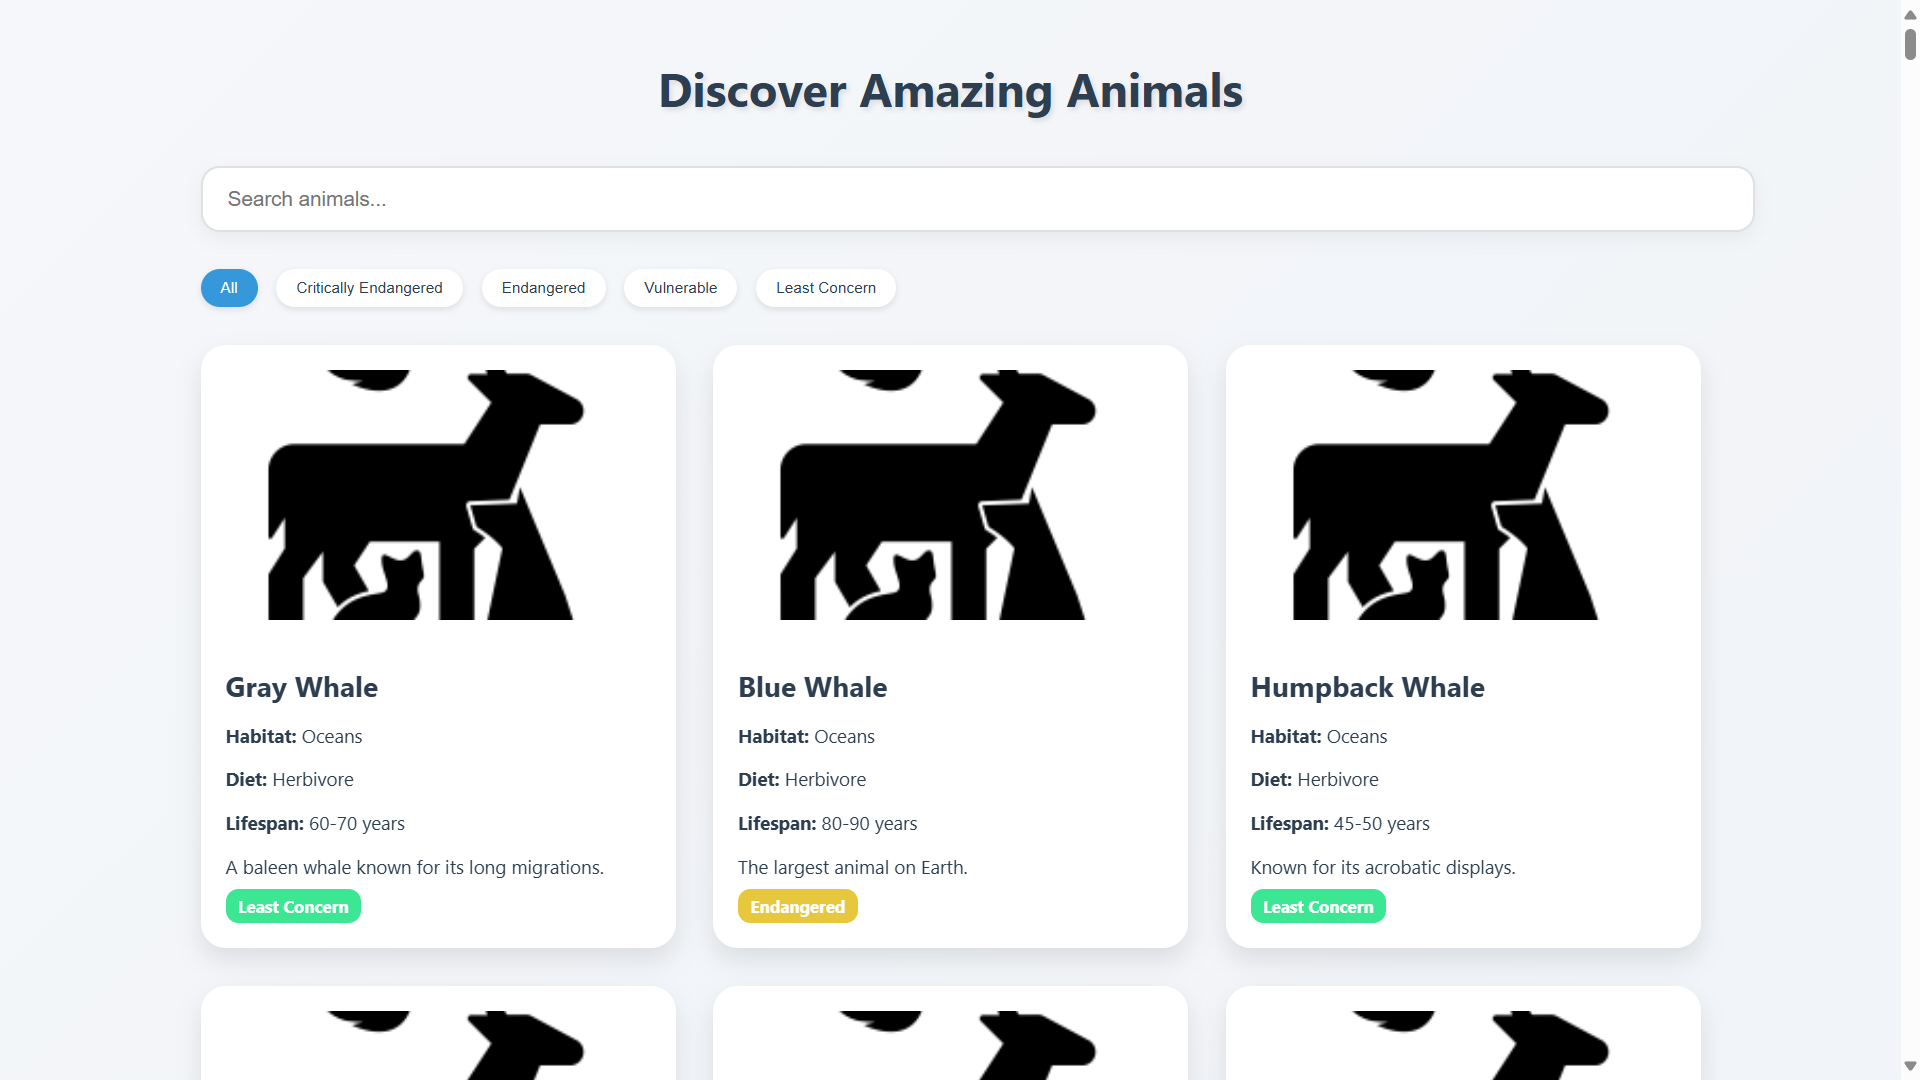 Discover Amazing Animals
Search animals...
All
Critically Endangered
Endangered
Vulnerable
Least Concern
Gray Whale
Habitat: Oceans
Diet: Herbivore
Lifespan: 60-70 years
A baleen whale known for its long migrations.
Least Concern
Blue Whale
Habitat: Oceans
Diet: Herbivore
Lifespan: 80-90 years
The largest animal on Earth.
Endangered
Humpback Whale
Habitat: Oceans
Diet: Herbivore
Lifespan: 45-50 years
Known for its acrobatic displays.
Least Concern